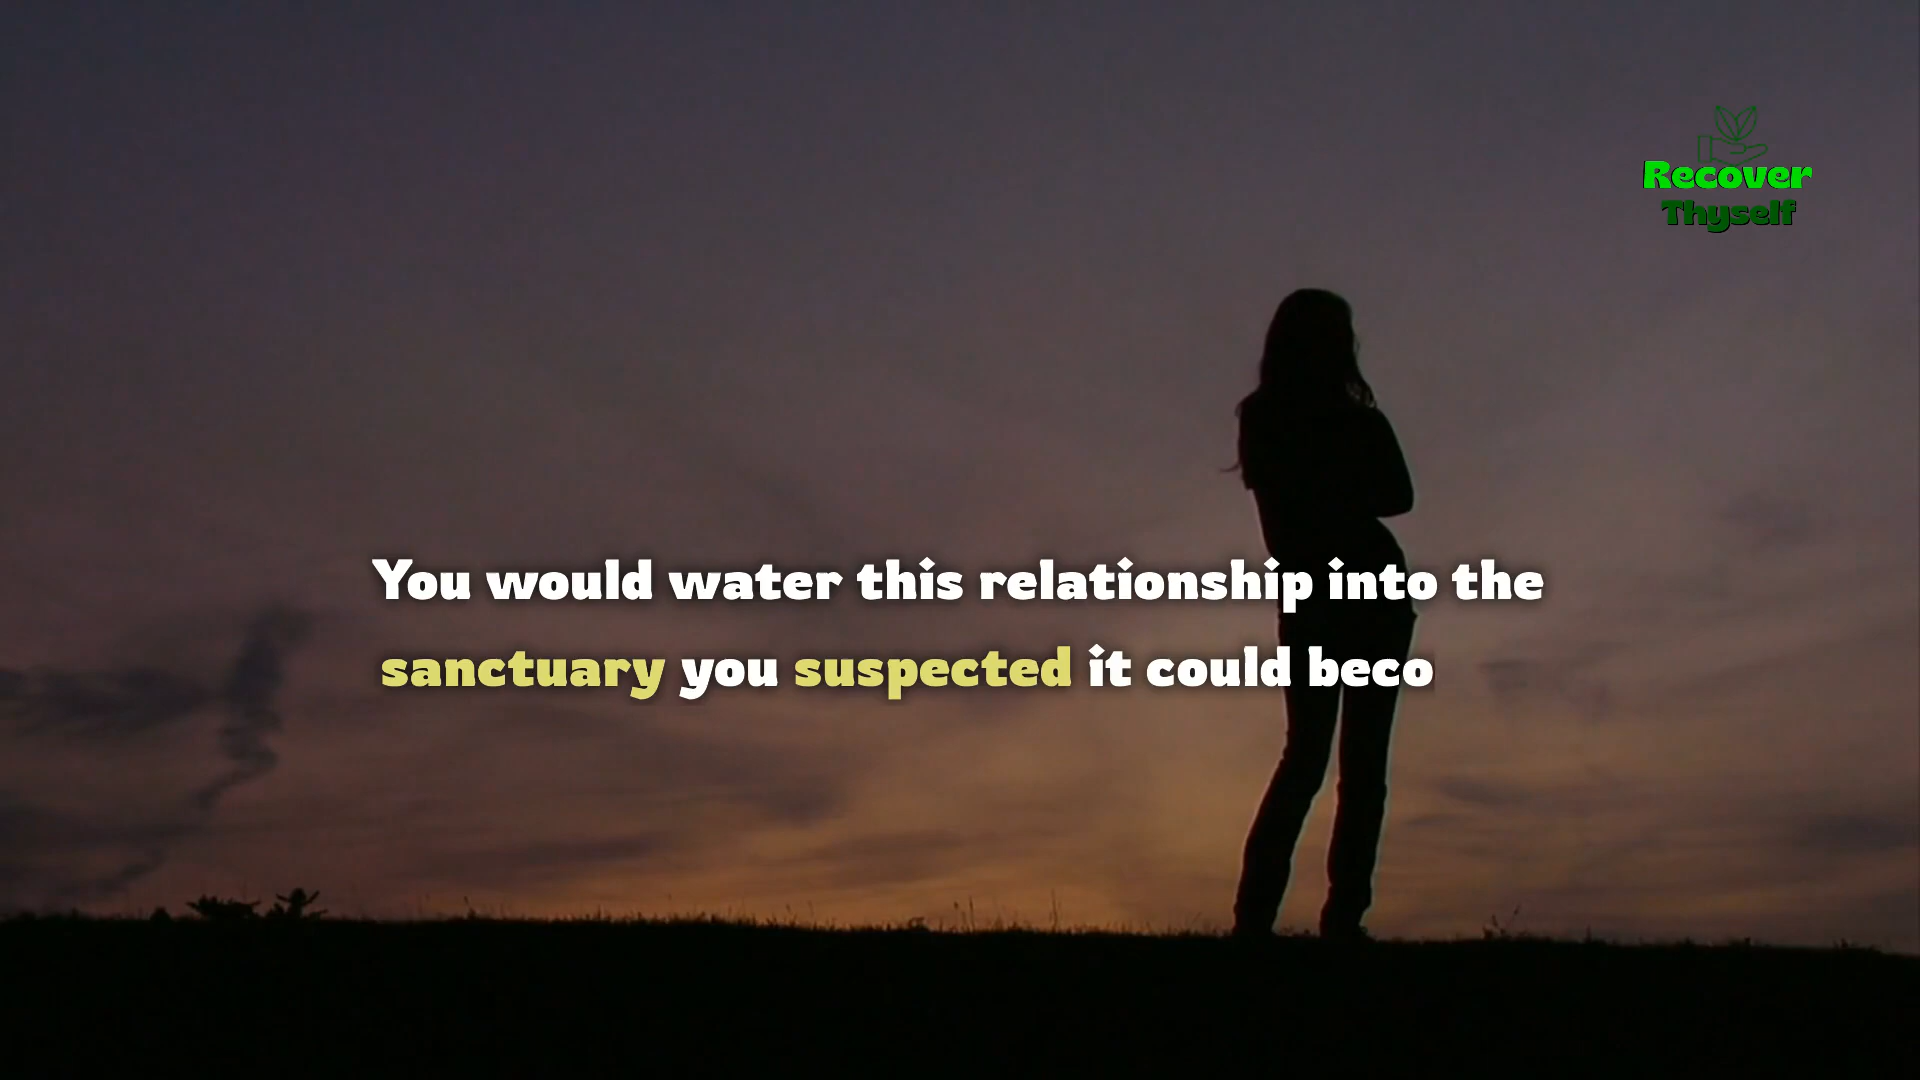 Recover
Thyself
You would water this relationship into the
sanctuary you suspected it could beco